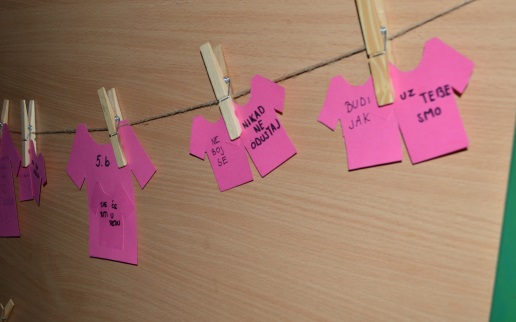 5.b
NE
BOJ
SE
NIKAD
NE
ODUSTAJ
BUDI
JAK
UZ TEBE
SMO